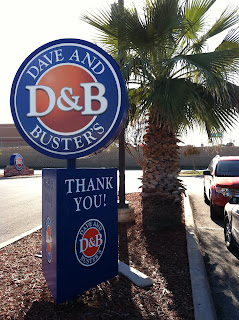 DAVE AND
D&B
BUSTER'S
THANK
YOU!
DAVE AND
D&B
BUSTER'S